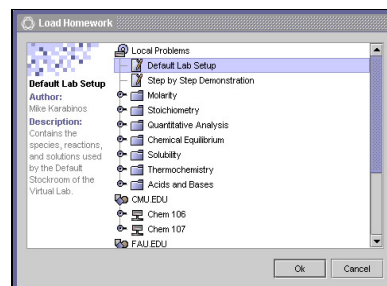 Load Homework
Default Lab Setup
Author:
Mike Karabinos
Description:
Contains the
species, reactions,
and solutions used
by the Default
Stockroom of the
Virtual Lab.
Local Problems
Default Lab Setup
Step by Step Demonstration
Molarity
Stoichiometry
Quantitative Analysis
Chemical Equilibrium
Solubility
Thermochemistry
Acids and Bases
CMU.EDU
Chem 106
Chem 107
FAU.EDU
Ok
Cancel